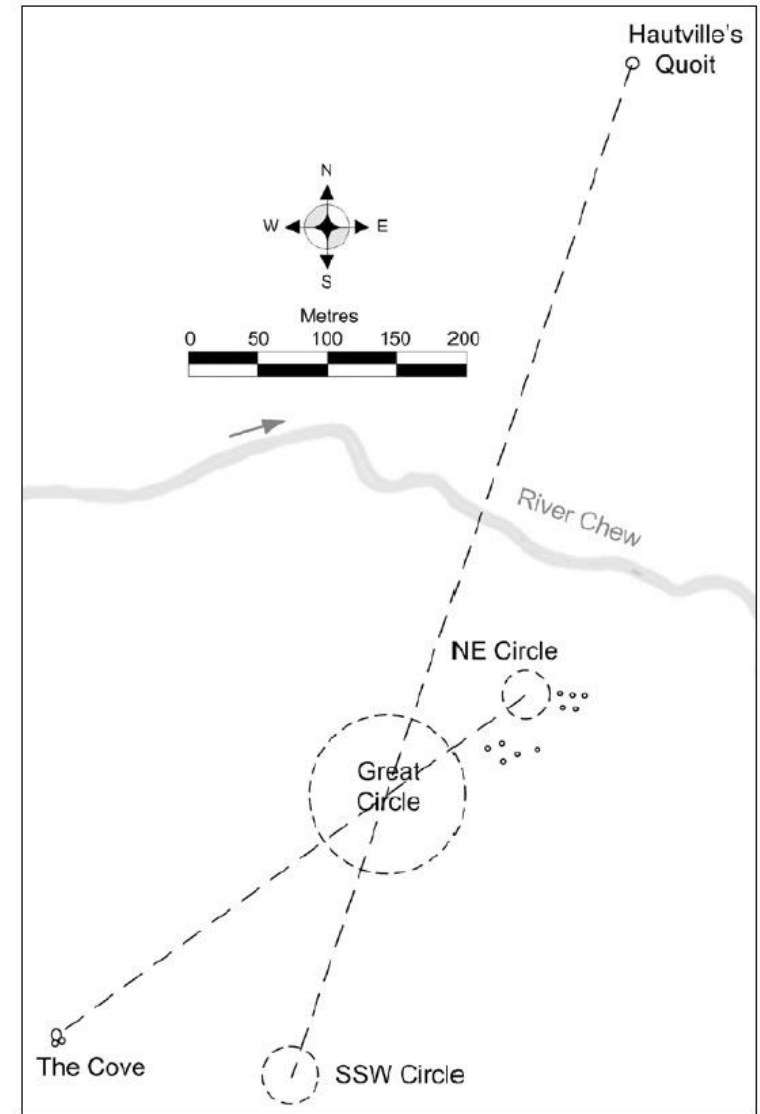 Hautville's
Quoit
N
W E
S
Metres
0 50 100 150 200
River Chew
NE Circle
Great
Circle
The Cove
SSW Circle